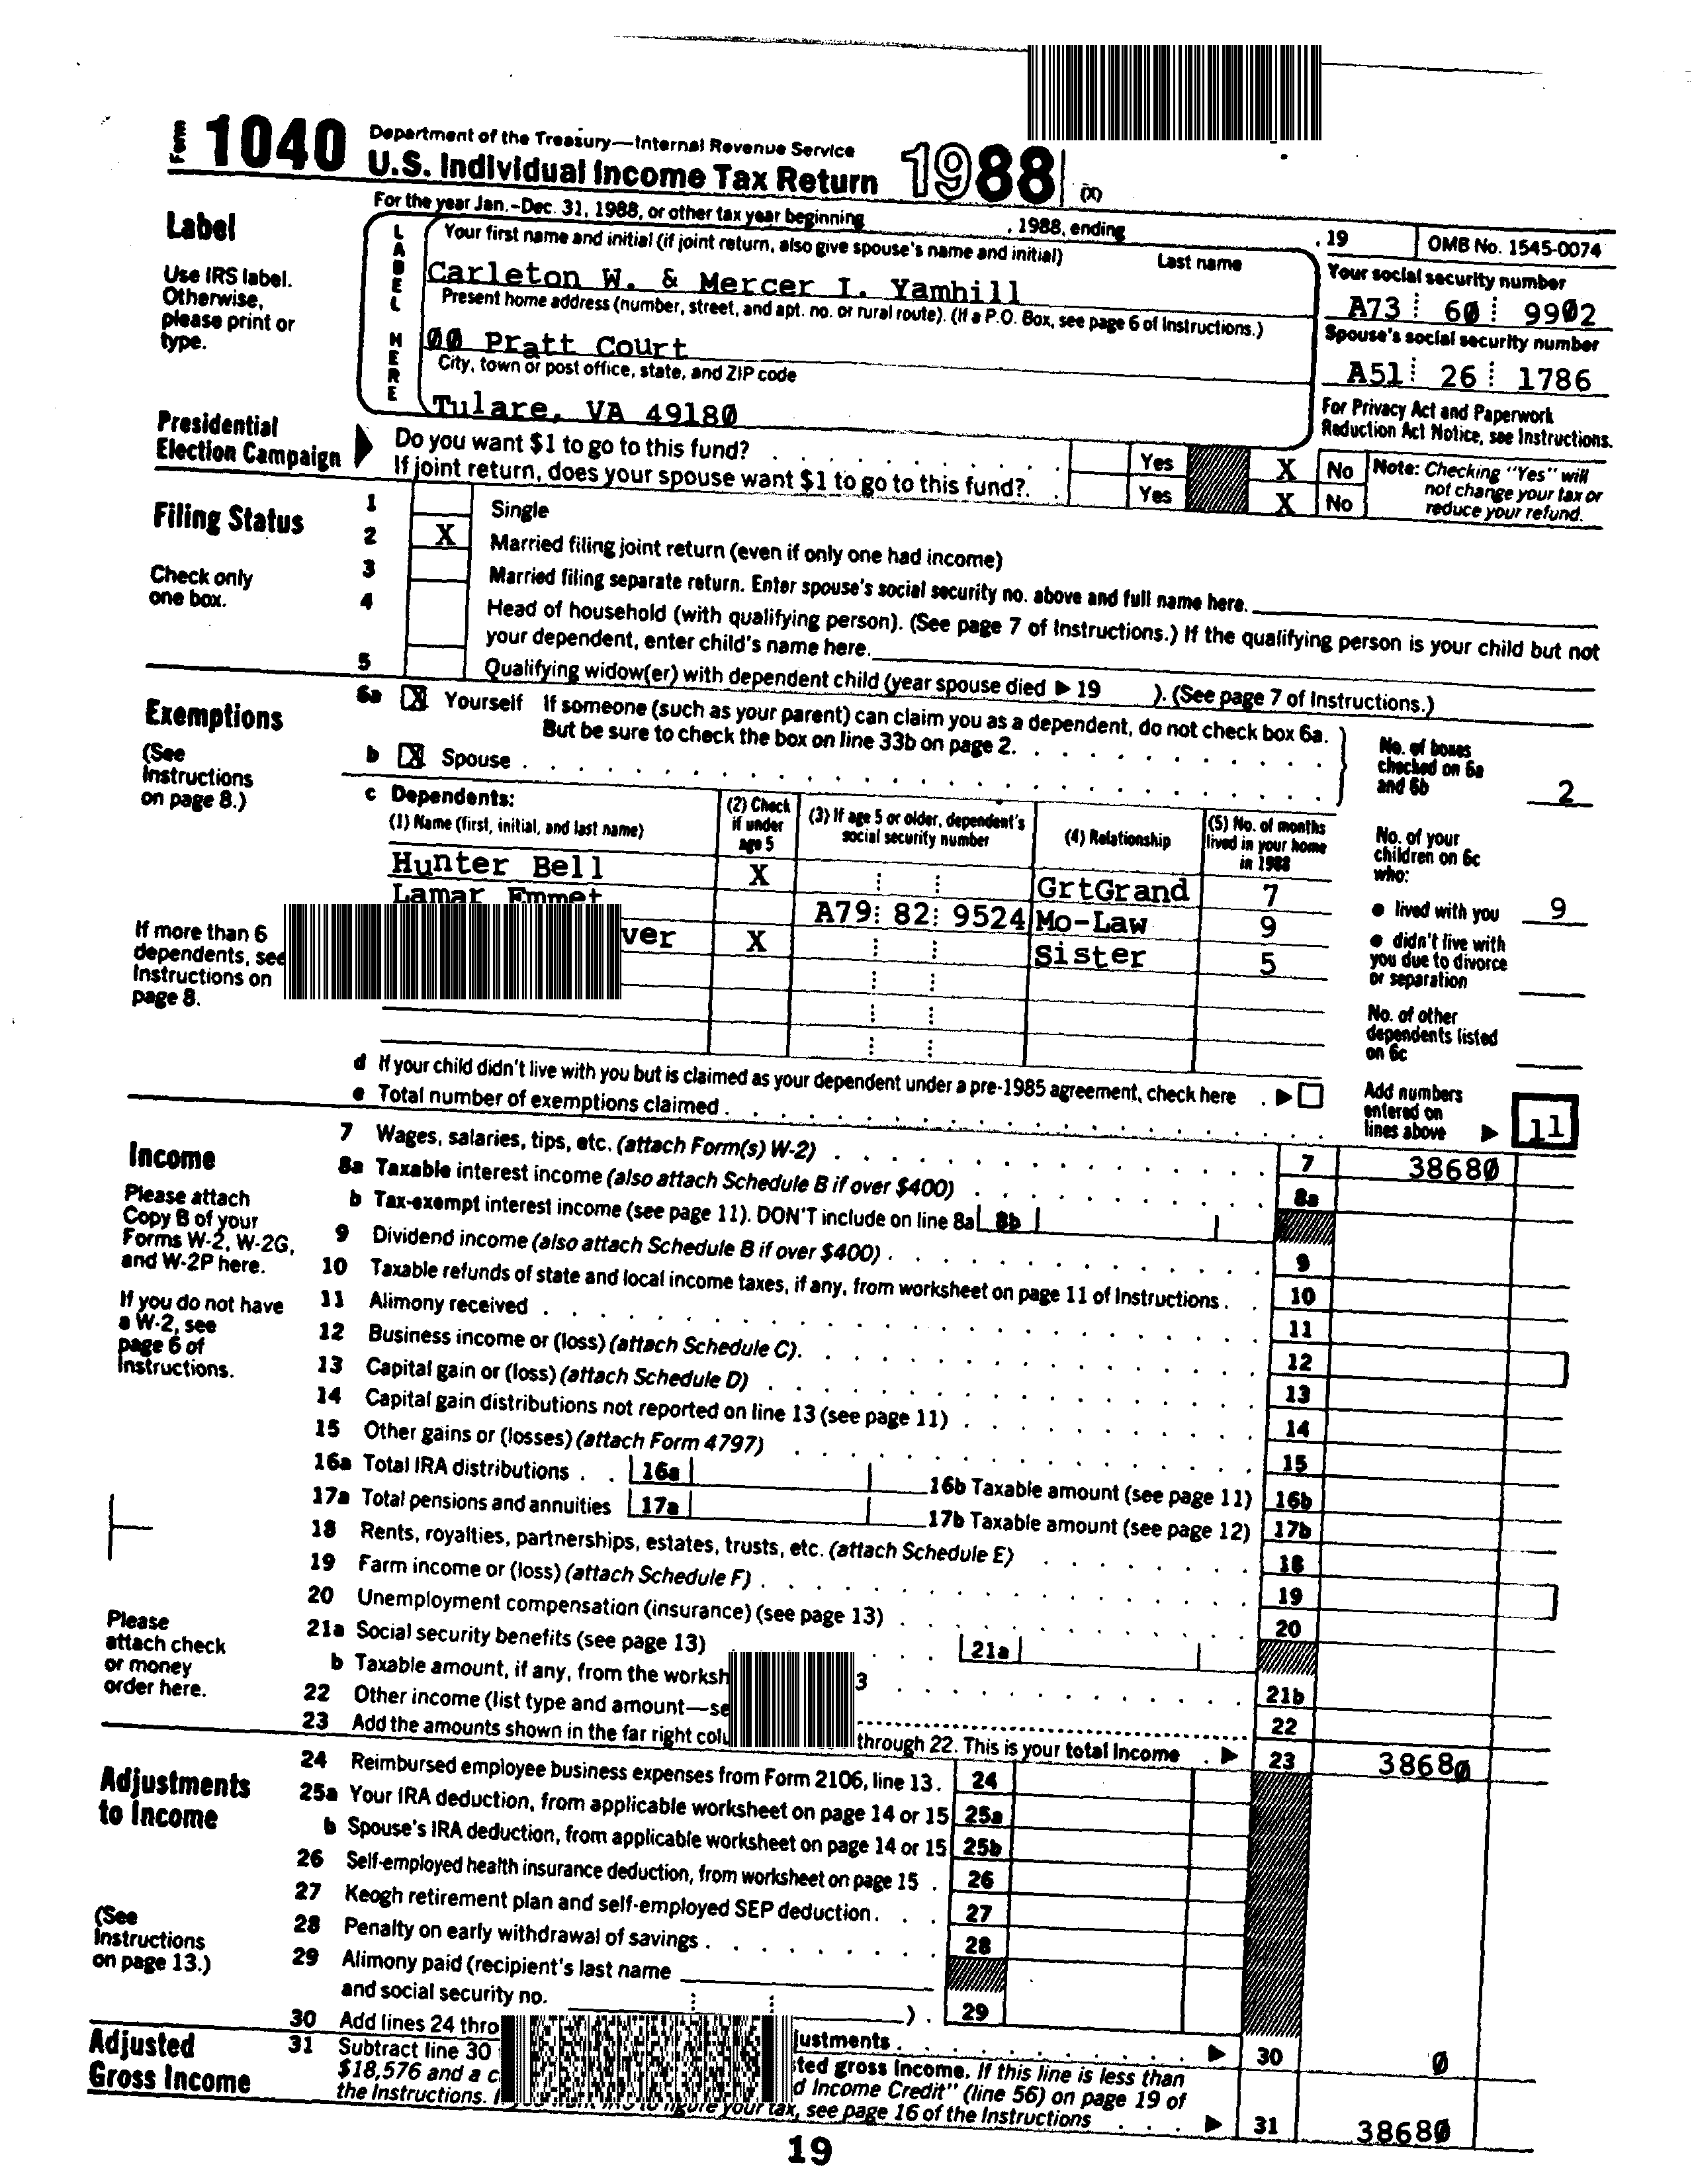 Form 1040 Department of the Treasury—Internal Revenue Service
U.S. Individual Income Tax Return 1988 (X)
For the year Jan.–Dec. 31, 1988, or other tax year beginning , 1988, ending , 19 OMB No. 1545-0074
Label
Use IRS label.
Otherwise,
please print or
type.
LABEL HERE
Your first name and initial (if joint return, also give spouse's name and initial) Last name
Carleton W. & Mercer I. Yamhill
Your social security number
A73 60 9902
Present home address (number, street, and apt. no. or rural route). (If a P.O. Box, see page 6 of Instructions.)
00 Pratt Court
Spouse's social security number
A51 26 1786
City, town or post office, state, and ZIP code
Tulare, VA 49180
For Privacy Act and Paperwork
Reduction Act Notice, see Instructions.
Presidential
Election Campaign
Do you want $1 to go to this fund? Yes X No
If joint return, does your spouse want $1 to go to this fund? Yes X No
Note: Checking "Yes" will
not change your tax or
reduce your refund.
Filing Status
Check only
one box.
1 Single
2 X Married filing joint return (even if only one had income)
3 Married filing separate return. Enter spouse's social security no. above and full name here.
4 Head of household (with qualifying person). (See page 7 of Instructions.) If the qualifying person is your child but not
your dependent, enter child's name here.
5 Qualifying widow(er) with dependent child (year spouse died ▶ 19 ). (See page 7 of Instructions.)
Exemptions
(See
Instructions
on page 8.)
6a X Yourself If someone (such as your parent) can claim you as a dependent, do not check box 6a.
But be sure to check the box on line 33b on page 2.
b X Spouse
No. of boxes
checked on 6a
and 6b 2
c Dependents:
(1) Name (first, initial, and last name)
(2) Check
if under
age 5
(3) If age 5 or older, dependent's
social security number
(4) Relationship
(5) No. of months
lived in your home
in 1988
Hunter Bell X GrtGrand 7
Lamar Emmet A79 82 9524 Mo-Law 9
ver X Sister 5
If more than 6
dependents, see
Instructions on
page 8.
No. of your
children on 6c
who:
● lived with you 9
● didn't live with
you due to divorce
or separation
No. of other
dependents listed
on 6c
d If your child didn't live with you but is claimed as your dependent under a pre-1985 agreement, check here ▶
e Total number of exemptions claimed
Add numbers
entered on
lines above ▶ 11
Income
Please attach
Copy B of your
Forms W-2, W-2G,
and W-2P here.
If you do not have
a W-2, see
page 6 of
Instructions.
Please
attach check
or money
order here.
7 Wages, salaries, tips, etc. (attach Form(s) W-2) 7 38680
8a Taxable interest income (also attach Schedule B if over $400) 8a
b Tax-exempt interest income (see page 11). DON'T include on line 8a 8b
9 Dividend income (also attach Schedule B if over $400) 9
10 Taxable refunds of state and local income taxes, if any, from worksheet on page 11 of Instructions 10
11 Alimony received 11
12 Business income or (loss) (attach Schedule C) 12
13 Capital gain or (loss) (attach Schedule D) 13
14 Capital gain distributions not reported on line 13 (see page 11) 14
15 Other gains or (losses) (attach Form 4797) 15
16a Total IRA distributions 16a 16b Taxable amount (see page 11) 16b
17a Total pensions and annuities 17a 17b Taxable amount (see page 12) 17b
18 Rents, royalties, partnerships, estates, trusts, etc. (attach Schedule E) 18
19 Farm income or (loss) (attach Schedule F) 19
20 Unemployment compensation (insurance) (see page 13) 20
21a Social security benefits (see page 13) 21a
b Taxable amount, if any, from the worksh 3 21b
22 Other income (list type and amount—se 22
23 Add the amounts shown in the far right colu through 22. This is your total income ▶ 23 38680
Adjustments
to Income
(See
Instructions
on page 13.)
24 Reimbursed employee business expenses from Form 2106, line 13 24
25a Your IRA deduction, from applicable worksheet on page 14 or 15 25a
b Spouse's IRA deduction, from applicable worksheet on page 14 or 15 25b
26 Self-employed health insurance deduction, from worksheet on page 15 26
27 Keogh retirement plan and self-employed SEP deduction 27
28 Penalty on early withdrawal of savings 28
29 Alimony paid (recipient's last name
and social security no. ) 29
30 Add lines 24 thro justments ▶ 30 0
Adjusted
Gross Income
31 Subtract line 30 sted gross income. If this line is less than
$18,576 and a c d Income Credit" (line 56) on page 19 of
the Instructions. figure your tax, see page 16 of the Instructions ▶ 31 38680
19